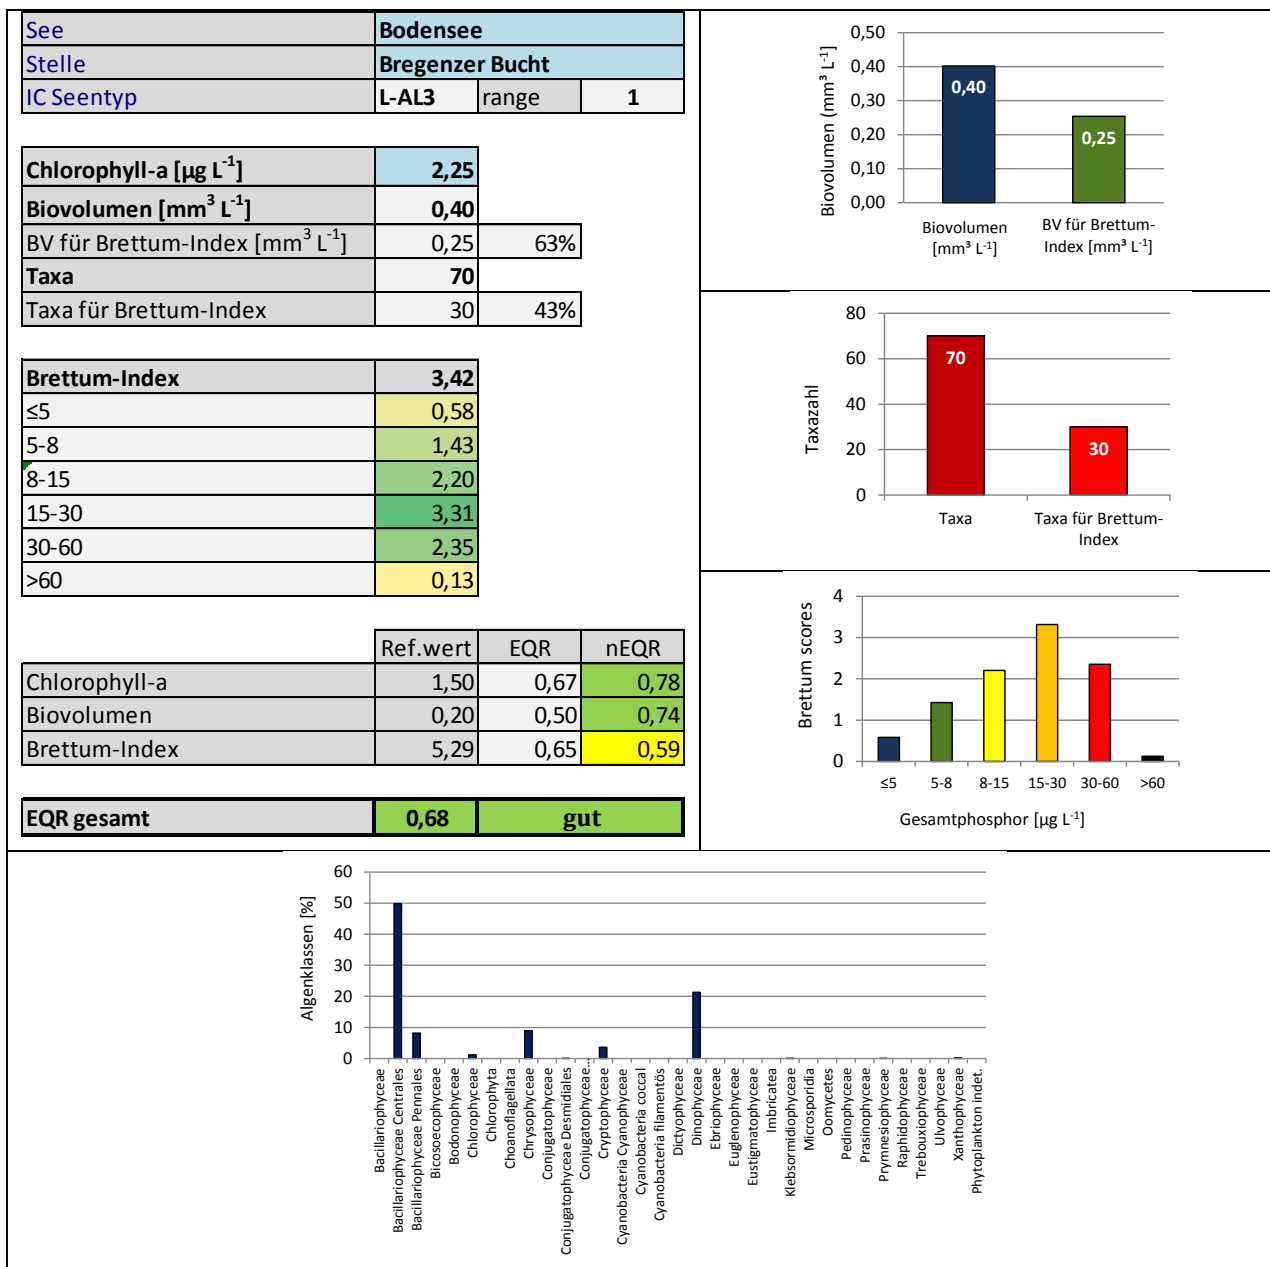 See Bodensee
Stelle Bregenzer Bucht
IC Seentyp L-AL3 range 1
Chlorophyll-a [µg L⁻¹] 2,25
Biovolumen [mm³ L⁻¹] 0,40
BV für Brettum-Index [mm³ L⁻¹] 0,25 63%
Taxa 70
Taxa für Brettum-Index 30 43%
Brettum-Index 3,42
≤5 0,58
5-8 1,43
8-15 2,20
15-30 3,31
30-60 2,35
>60 0,13
Ref.wert EQR nEQR
Chlorophyll-a 1,50 0,67 0,78
Biovolumen 0,20 0,50 0,74
Brettum-Index 5,29 0,65 0,59
EQR gesamt 0,68 gut
Biovolumen (mm³ L⁻¹)
0,50
0,40
0,30
0,20
0,10
0,00
0,40
0,25
Biovolumen
[mm³ L⁻¹]
BV für Brettum-
Index [mm³ L⁻¹]
Taxazahl
80
60
40
20
0
70
30
Taxa
Taxa für Brettum-
Index
Brettum scores
4
3
2
1
0
≤5 5-8 8-15 15-30 30-60 >60
Gesamtphosphor [µg L⁻¹]
Algenklassen [%]
60
50
40
30
20
10
0
Bacillariophyceae
Bacillariophyceae Centrales
Bacillariophyceae Pennales
Bicosoecophyceae
Bodonophyceae
Chlorophyceae
Chlorophyta
Choanoflagellata
Chrysophyceae
Conjugatophyceae
Conjugatophyceae Desmidiales
Conjugatophyceae...
Cryptophyceae
Cyanobacteria Cyanophyceae
Cyanobacteria coccal
Cyanobacteria filamentös
Dictyophyceae
Dinophyceae
Ebriophyceae
Euglenophyceae
Eustigmatophyceae
Imbricatea
Klebsormidiophyceae
Microsporidia
Oomycetes
Pedinophyceae
Prasinophyceae
Prymnesiophyceae
Raphidophyceae
Trebouxiophyceae
Ulvophyceae
Xanthophyceae
Phytoplankton indet.